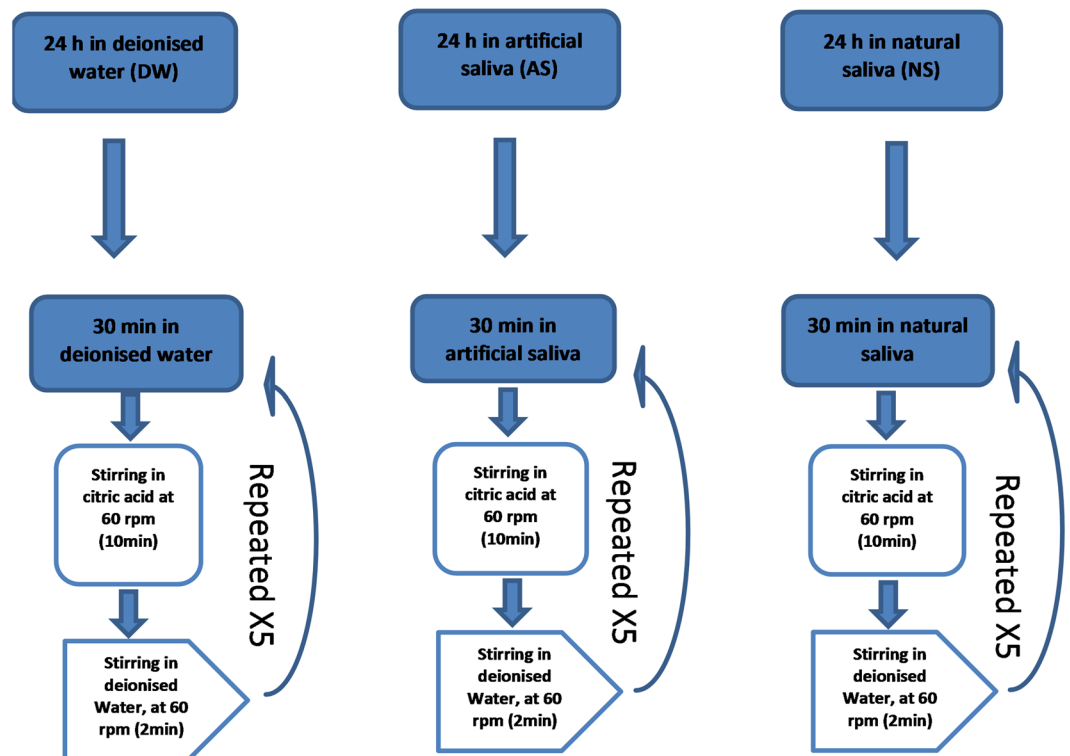 24 h in deionised
water (DW)
24 h in artificial
saliva (AS)
24 h in natural
saliva (NS)
30 min in
deionised water
30 min in
artificial saliva
30 min in natural
saliva
Stirring in
citric acid at
60 rpm
(10min)
Repeated X5
Stirring in
citric acid at
60 rpm
(10min)
Repeated X5
Stirring in
citric acid at
60 rpm
(10min)
Repeated X5
Stirring in
deionised
Water, at 60
rpm (2min)
Stirring in
deionised
Water, at 60
rpm (2min)
Stirring in
deionised
Water, at 60
rpm (2min)